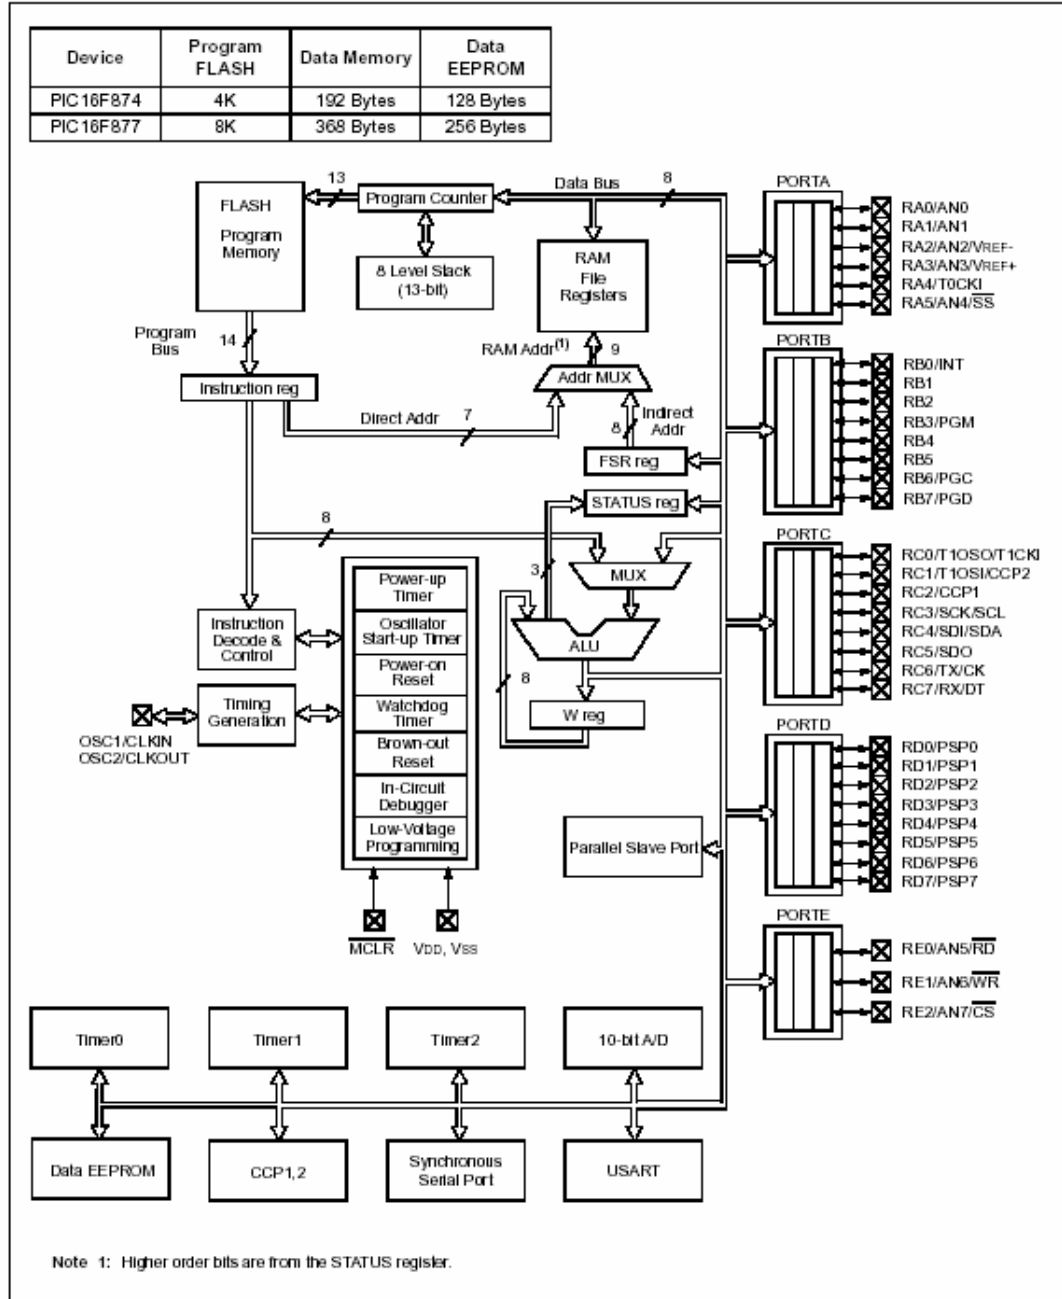 Device Program FLASH Data Memory Data EEPROM
PIC16F874 4K 192 Bytes 128 Bytes
PIC16F877 8K 368 Bytes 256 Bytes
FLASH
Program
Memory
13
Program Counter
Data Bus
8
8 Level Stack
(13-bit)
RAM
File
Registers
Program
Bus
14
RAM Addr(1)
9
Instruction reg
Addr MUX
Direct Addr
7
8
Indirect
Addr
FSR reg
STATUS reg
8
3
MUX
Power-up
Timer
Oscillator
Start-up Timer
Power-on
Reset
Watchdog
Timer
Brown-out
Reset
In-Circuit
Debugger
Low-Voltage
Programming
Instruction
Decode &
Control
Timing
Generation
OSC1/CLKIN
OSC2/CLKOUT
ALU
8
W reg
MCLR
VDD, VSS
Parallel Slave Port
PORTA
RA0/AN0
RA1/AN1
RA2/AN2/VREF-
RA3/AN3/VREF+
RA4/T0CKI
RA5/AN4/SS
PORTB
RB0/INT
RB1
RB2
RB3/PGM
RB4
RB5
RB6/PGC
RB7/PGD
PORTC
RC0/T1OSO/T1CKI
RC1/T1OSI/CCP2
RC2/CCP1
RC3/SCK/SCL
RC4/SDI/SDA
RC5/SDO
RC6/TX/CK
RC7/RX/DT
PORTD
RD0/PSP0
RD1/PSP1
RD2/PSP2
RD3/PSP3
RD4/PSP4
RD5/PSP5
RD6/PSP6
RD7/PSP7
PORTE
RE0/AN5/RD
RE1/AN6/WR
RE2/AN7/CS
Timer0
Timer1
Timer2
10-bit A/D
Data EEPROM
CCP1,2
Synchronous
Serial Port
USART
Note 1: Higher order bits are from the STATUS register.